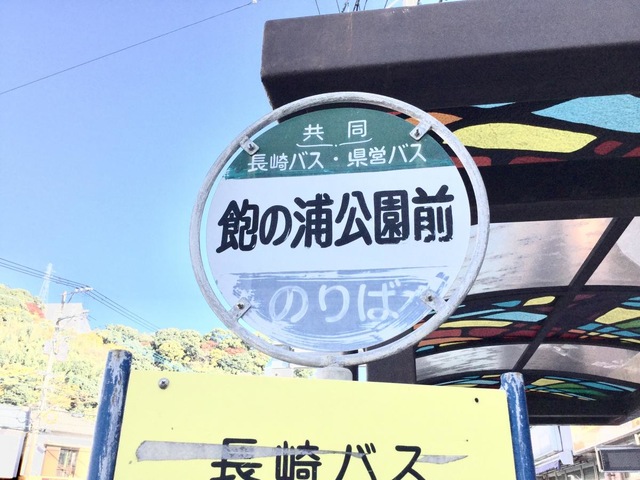 共同
長崎バス・県営バス
飽の浦公園前
のりば
長崎バス